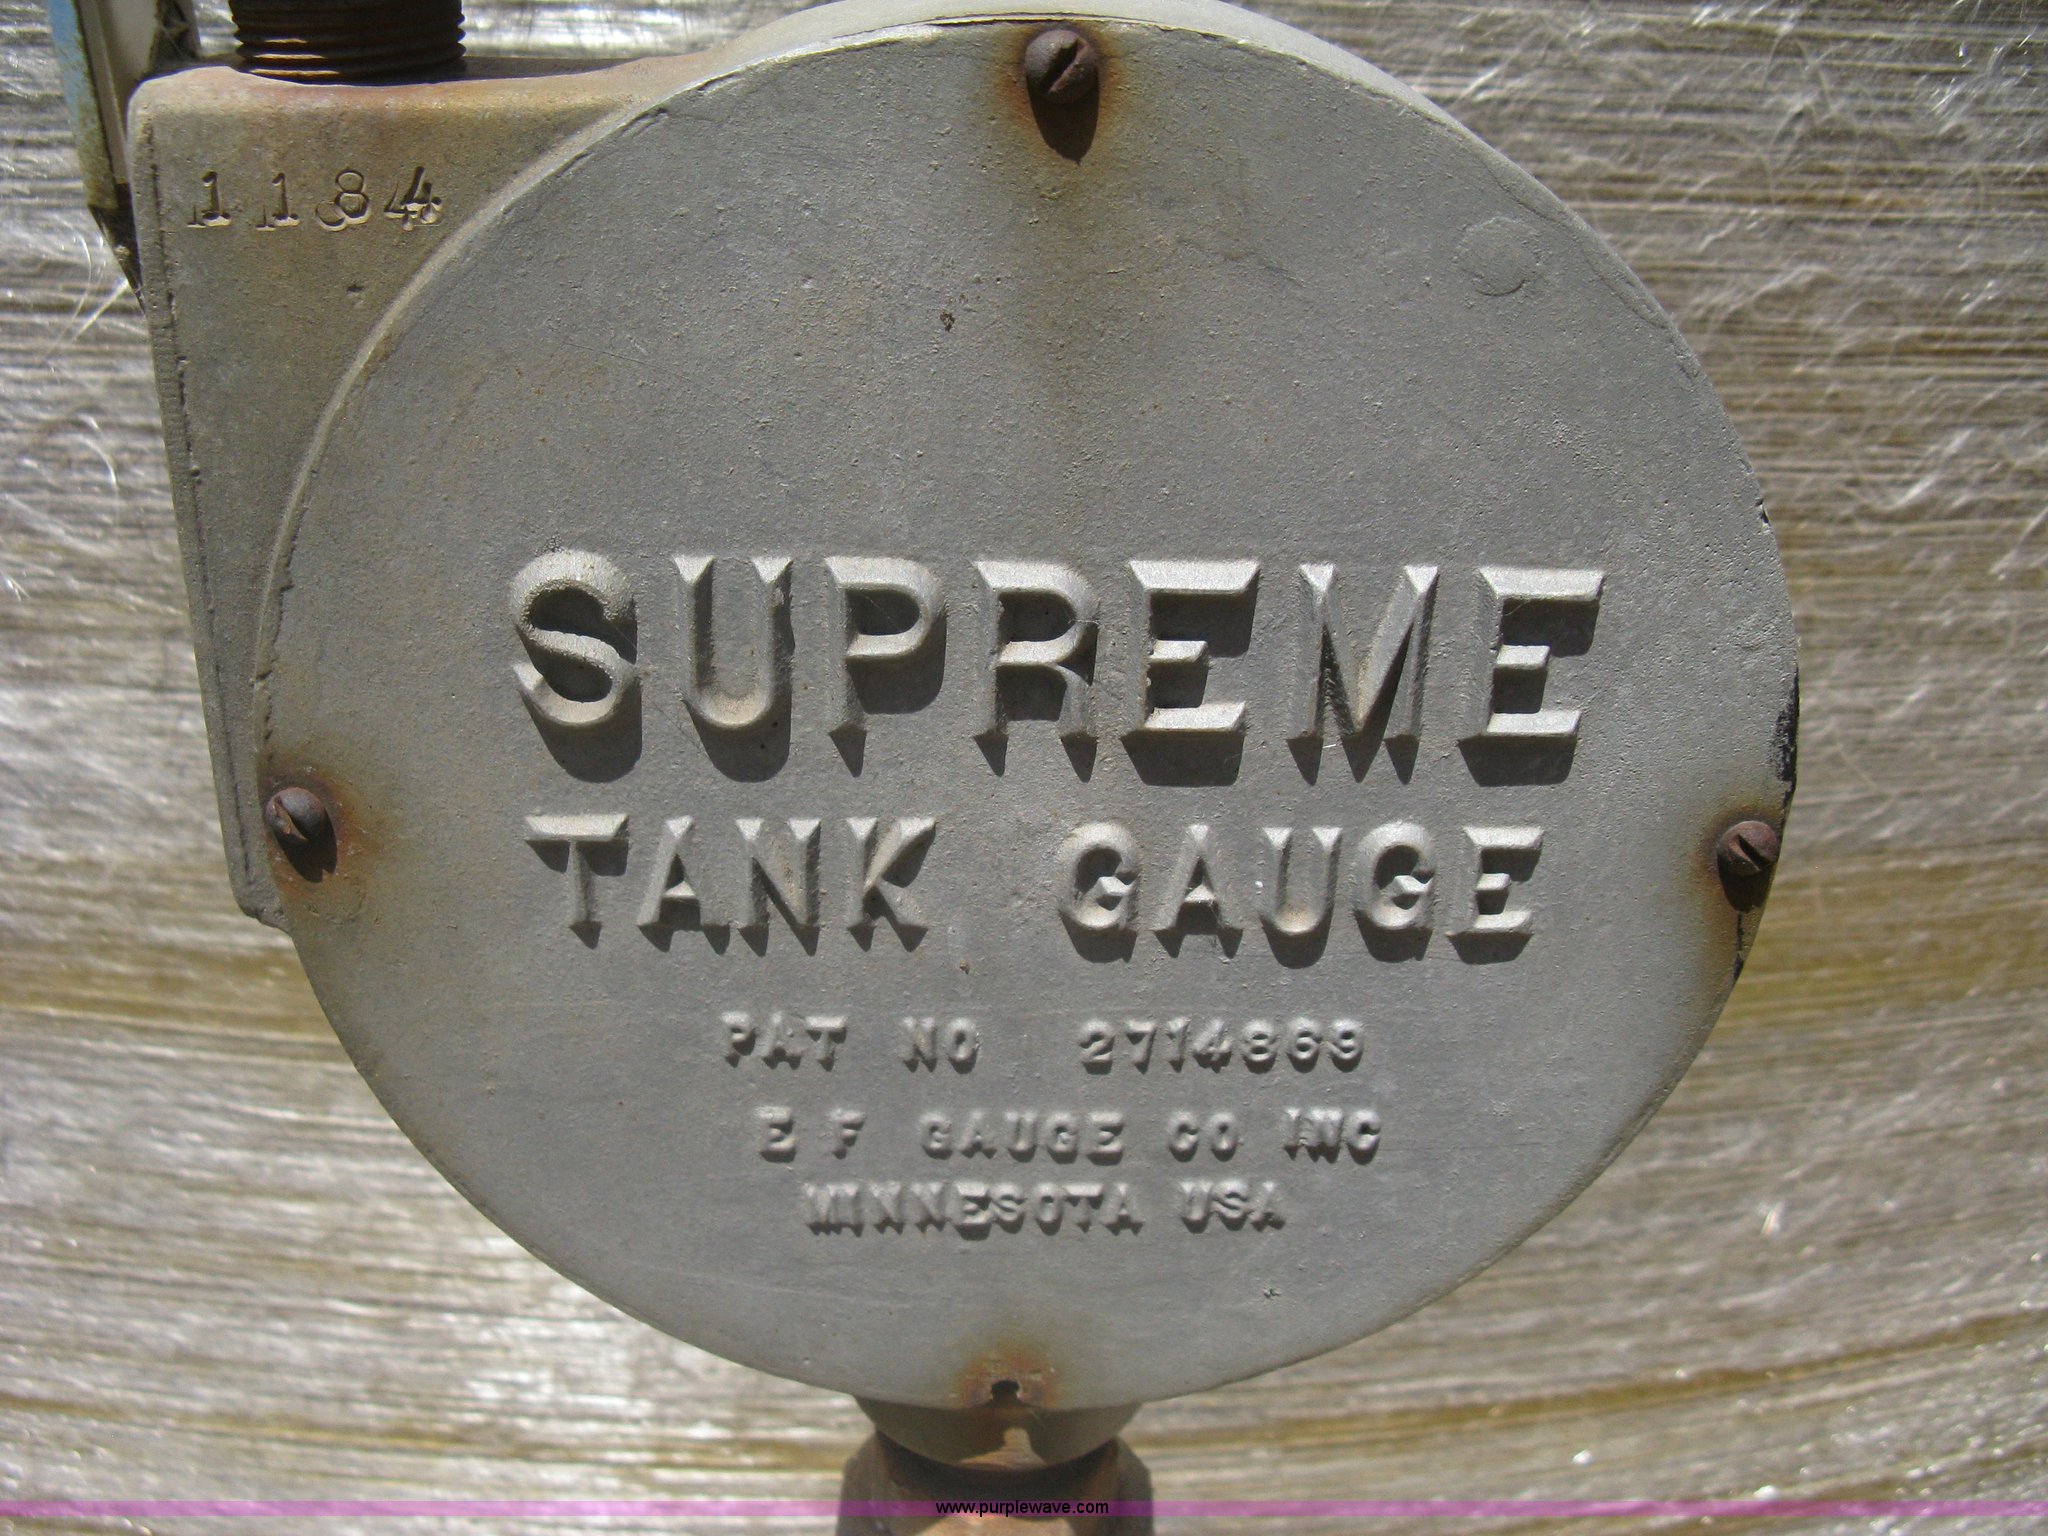 1184
SUPREME
TANK GAUGE
PAT NO 2714869
E F GAUGE CO INC
MINNESOTA USA
www.purplewave.com